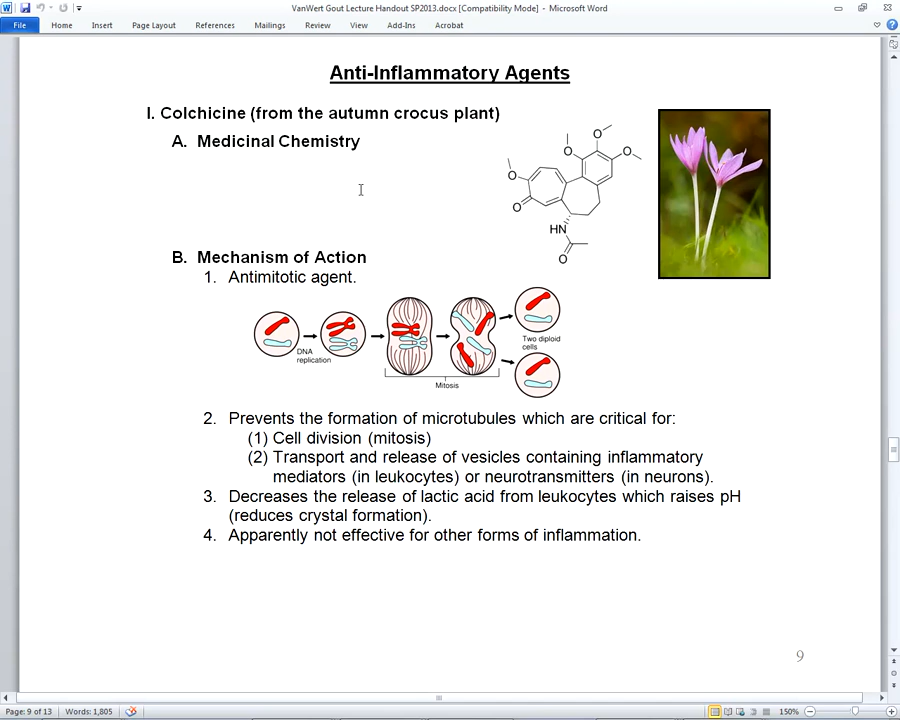 VanWert Gout Lecture Handout SP2013.docx [Compatibility Mode] - Microsoft Word
File Home Insert Page Layout References Mailings Review View Add-Ins Acrobat
Anti-Inflammatory Agents
I. Colchicine (from the autumn crocus plant)
A. Medicinal Chemistry
O
O
O
O
O
HN
O
B. Mechanism of Action
1. Antimitotic agent.
DNA
replication
Mitosis
Two diploid
cells
2. Prevents the formation of microtubules which are critical for:
(1) Cell division (mitosis)
(2) Transport and release of vesicles containing inflammatory
mediators (in leukocytes) or neurotransmitters (in neurons).
3. Decreases the release of lactic acid from leukocytes which raises pH
(reduces crystal formation).
4. Apparently not effective for other forms of inflammation.
9
Page: 9 of 13 Words: 1,805 150%